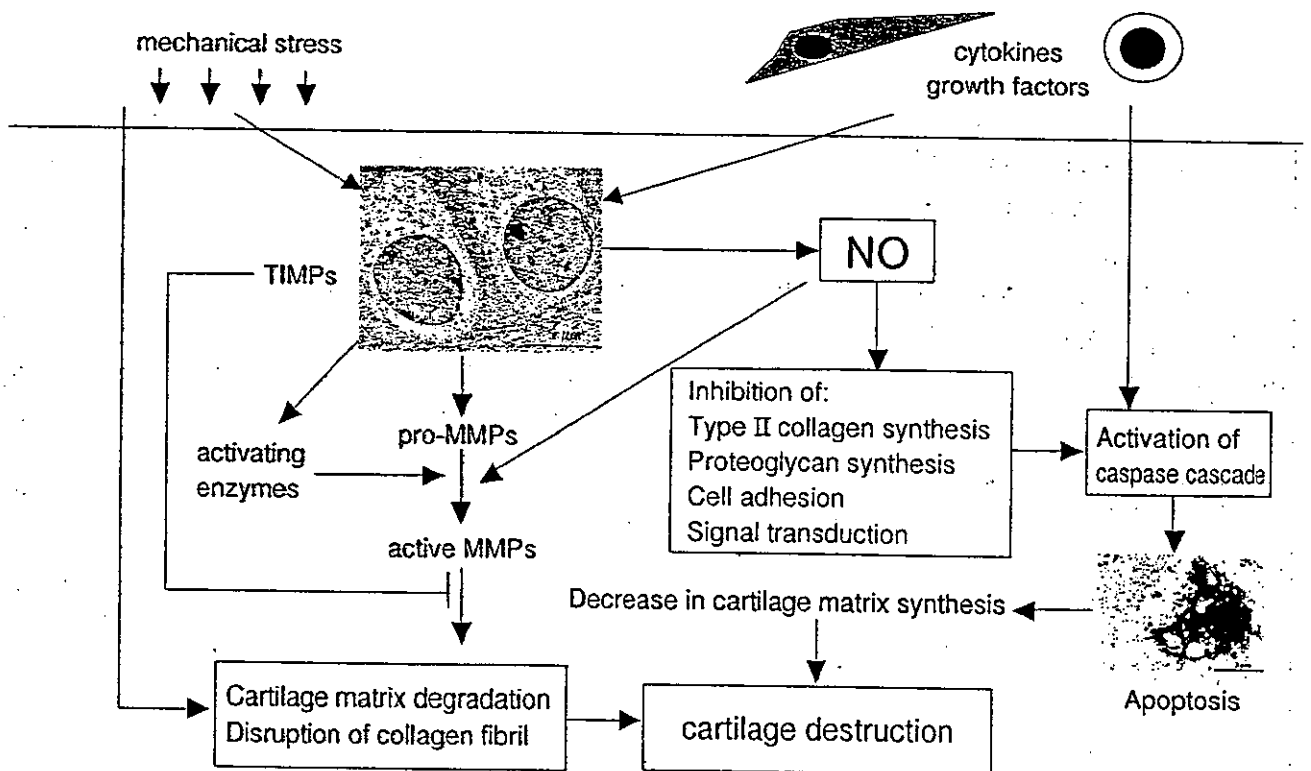 mechanical stress
cytokines
growth factors
NO
TIMPs
Inhibition of:
Type II collagen synthesis
Proteoglycan synthesis
Cell adhesion
Signal transduction
pro-MMPs
activating
enzymes
Activation of
caspase cascade
active MMPs
Decrease in cartilage matrix synthesis
Apoptosis
Cartilage matrix degradation
Disruption of collagen fibril
cartilage destruction